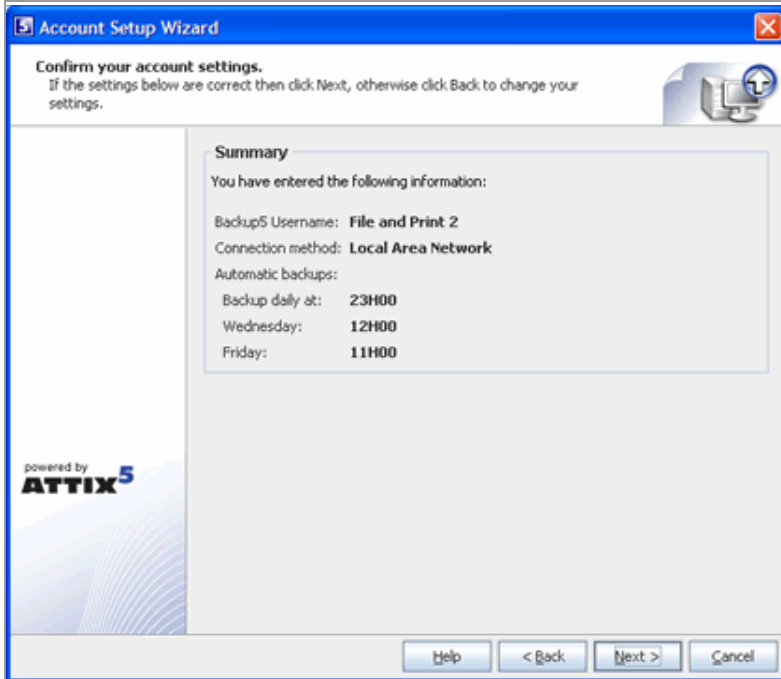 Account Setup Wizard
Confirm your account settings.
If the settings below are correct then click Next, otherwise click Back to change your
settings.
Summary
You have entered the following information:
Backup5 Username: File and Print 2
Connection method: Local Area Network
Automatic backups:
Backup daily at: 23H00
Wednesday: 12H00
Friday: 11H00
powered by
ATTIX5
Help
< Back
Next >
Cancel